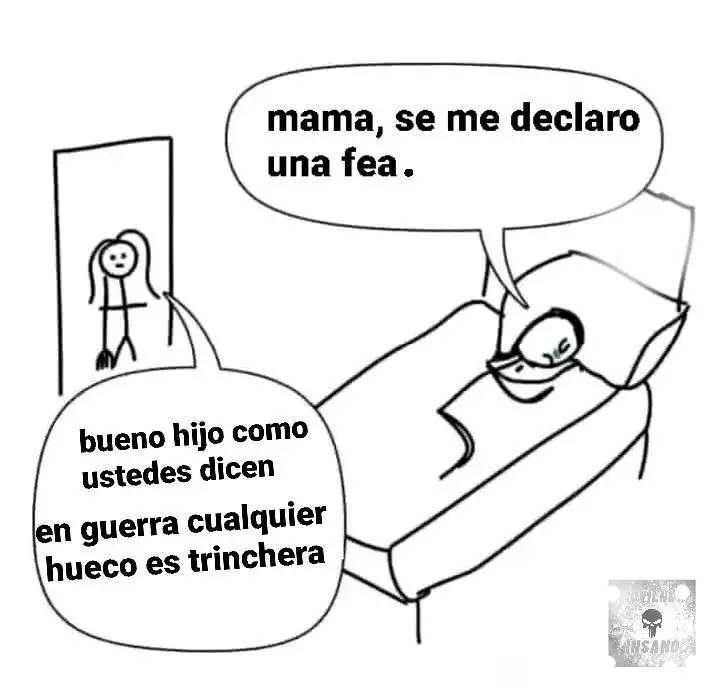 mama, se me declaro
una fea.
bueno hijo como
ustedes dicen
en guerra cualquier
hueco es trinchera